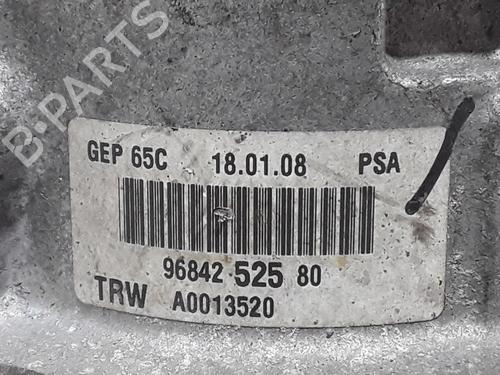 B-PARTS
GEP 65C 18.01.08 PSA
96842 525 80
TRW A0013520